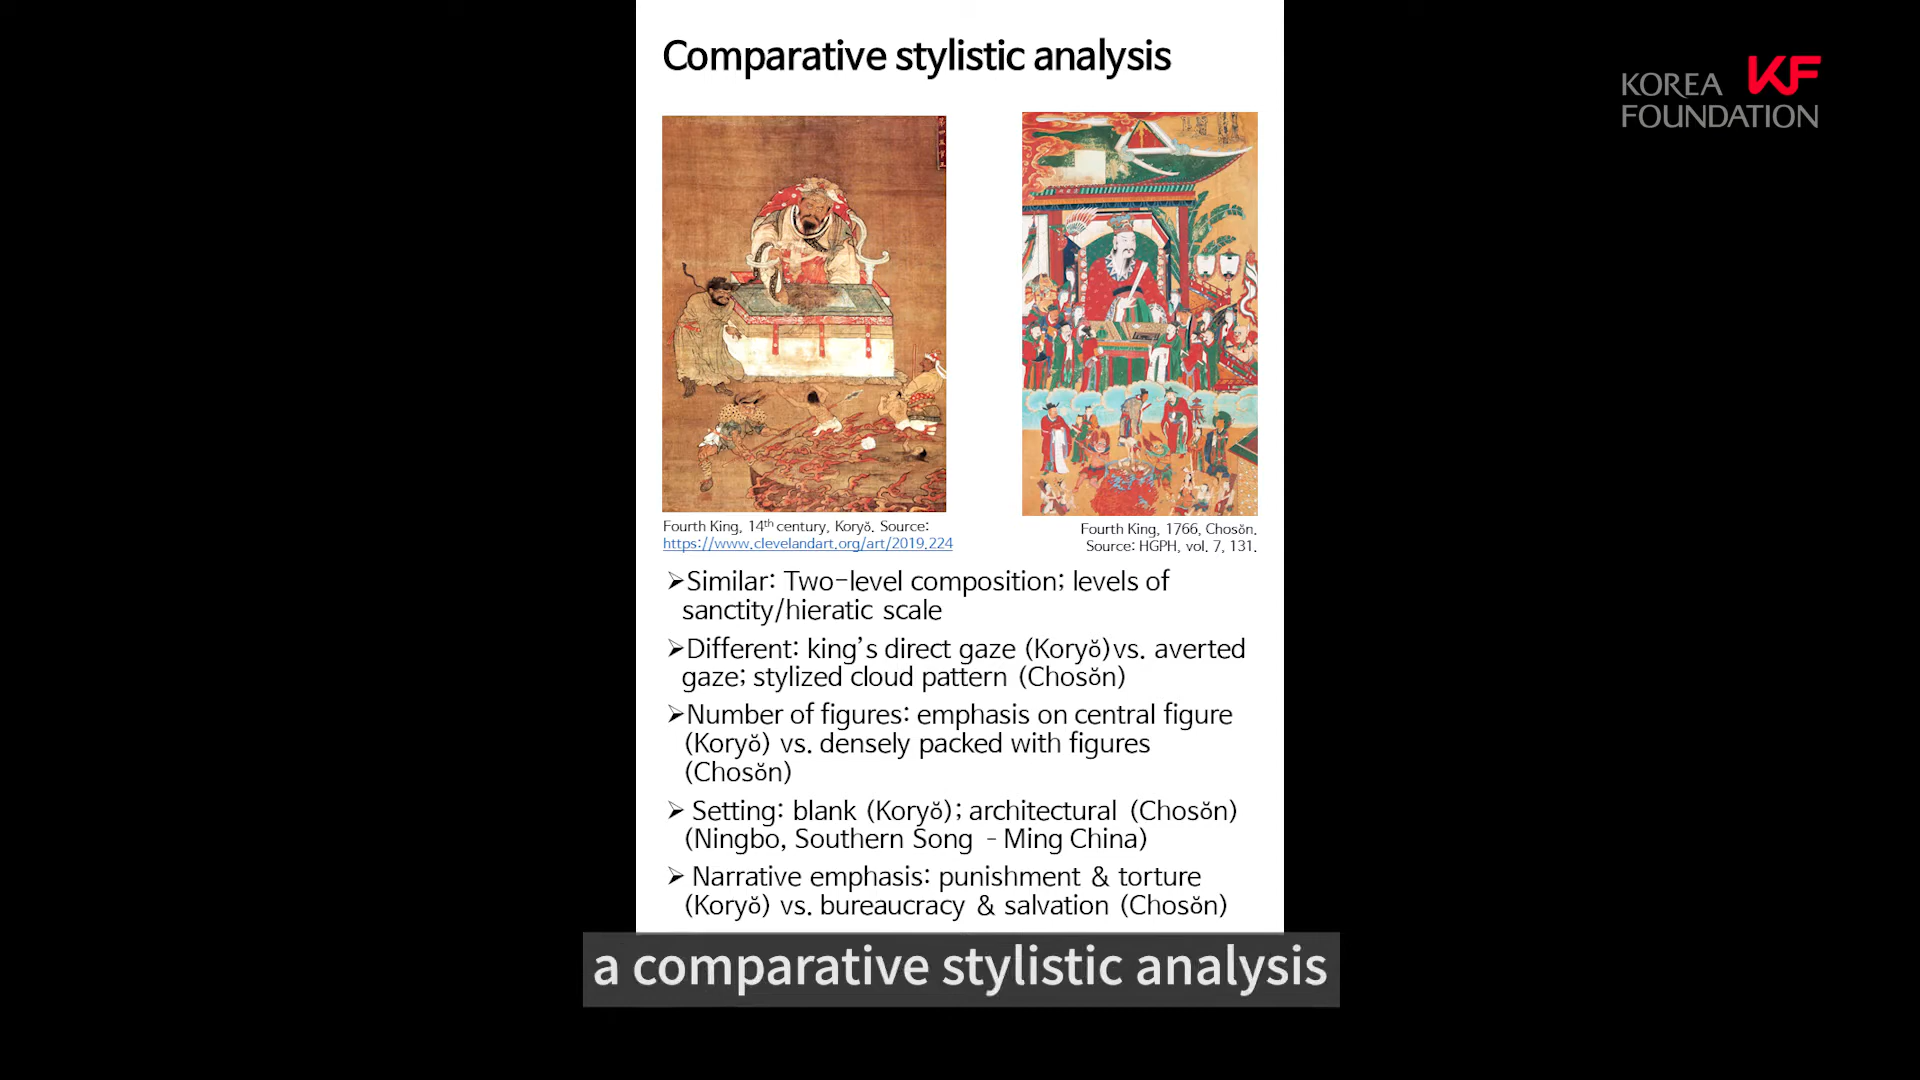 Comparative stylistic analysis
KOREA KF
FOUNDATION
Fourth King, 14th century, Koryŏ. Source:
https://www.clevelandart.org/art/2019.224
Fourth King, 1766, Chosŏn.
Source: HGPH, vol. 7, 131.
➢Similar: Two-level composition; levels of
sanctity/hieratic scale
➢Different: king's direct gaze (Koryŏ)vs. averted
gaze; stylized cloud pattern (Chosŏn)
➢Number of figures: emphasis on central figure
(Koryŏ) vs. densely packed with figures
(Chosŏn)
➢ Setting: blank (Koryŏ); architectural (Chosŏn)
(Ningbo, Southern Song - Ming China)
➢ Narrative emphasis: punishment & torture
(Koryŏ) vs. bureaucracy & salvation (Chosŏn)
a comparative stylistic analysis